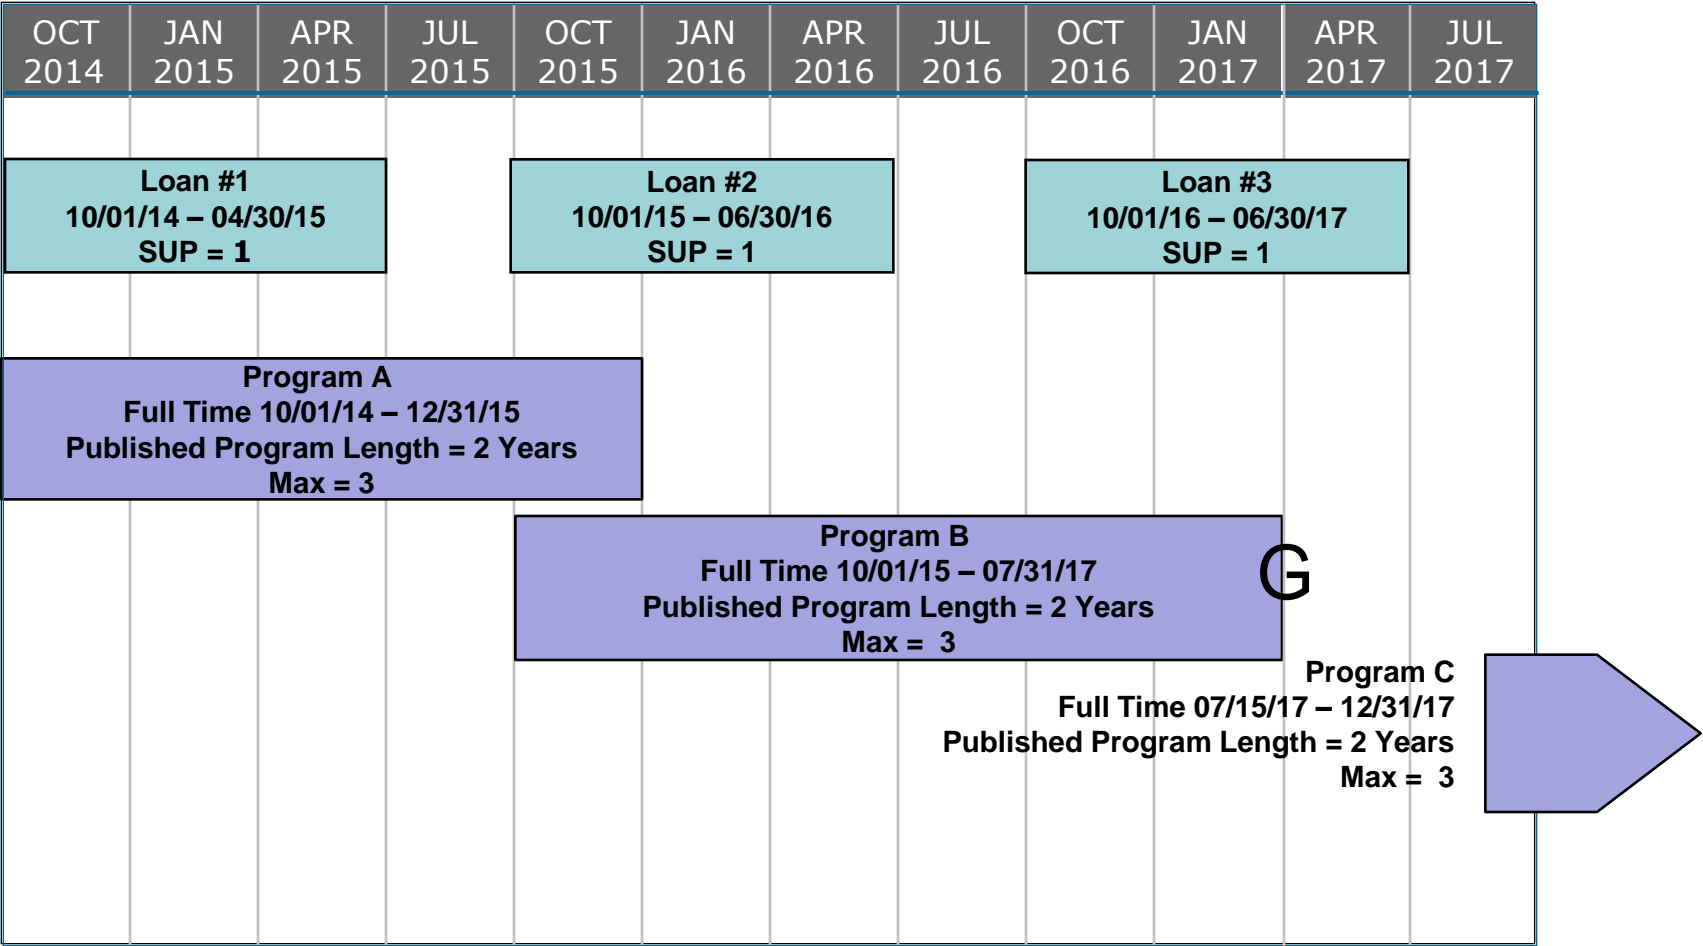 OCT JAN APR JUL OCT JAN APR JUL OCT JAN APR JUL
2014 2015 2015 2015 2015 2016 2016 2016 2016 2017 2017 2017
Loan #1
10/01/14 – 04/30/15
SUP = 1
Loan #2
10/01/15 – 06/30/16
SUP = 1
Loan #3
10/01/16 – 06/30/17
SUP = 1
Program A
Full Time 10/01/14 – 12/31/15
Published Program Length = 2 Years
Max = 3
Program B
Full Time 10/01/15 – 07/31/17
Published Program Length = 2 Years
Max =  3
G
Program C
Full Time 07/15/17 – 12/31/17
Published Program Length = 2 Years
Max =  3